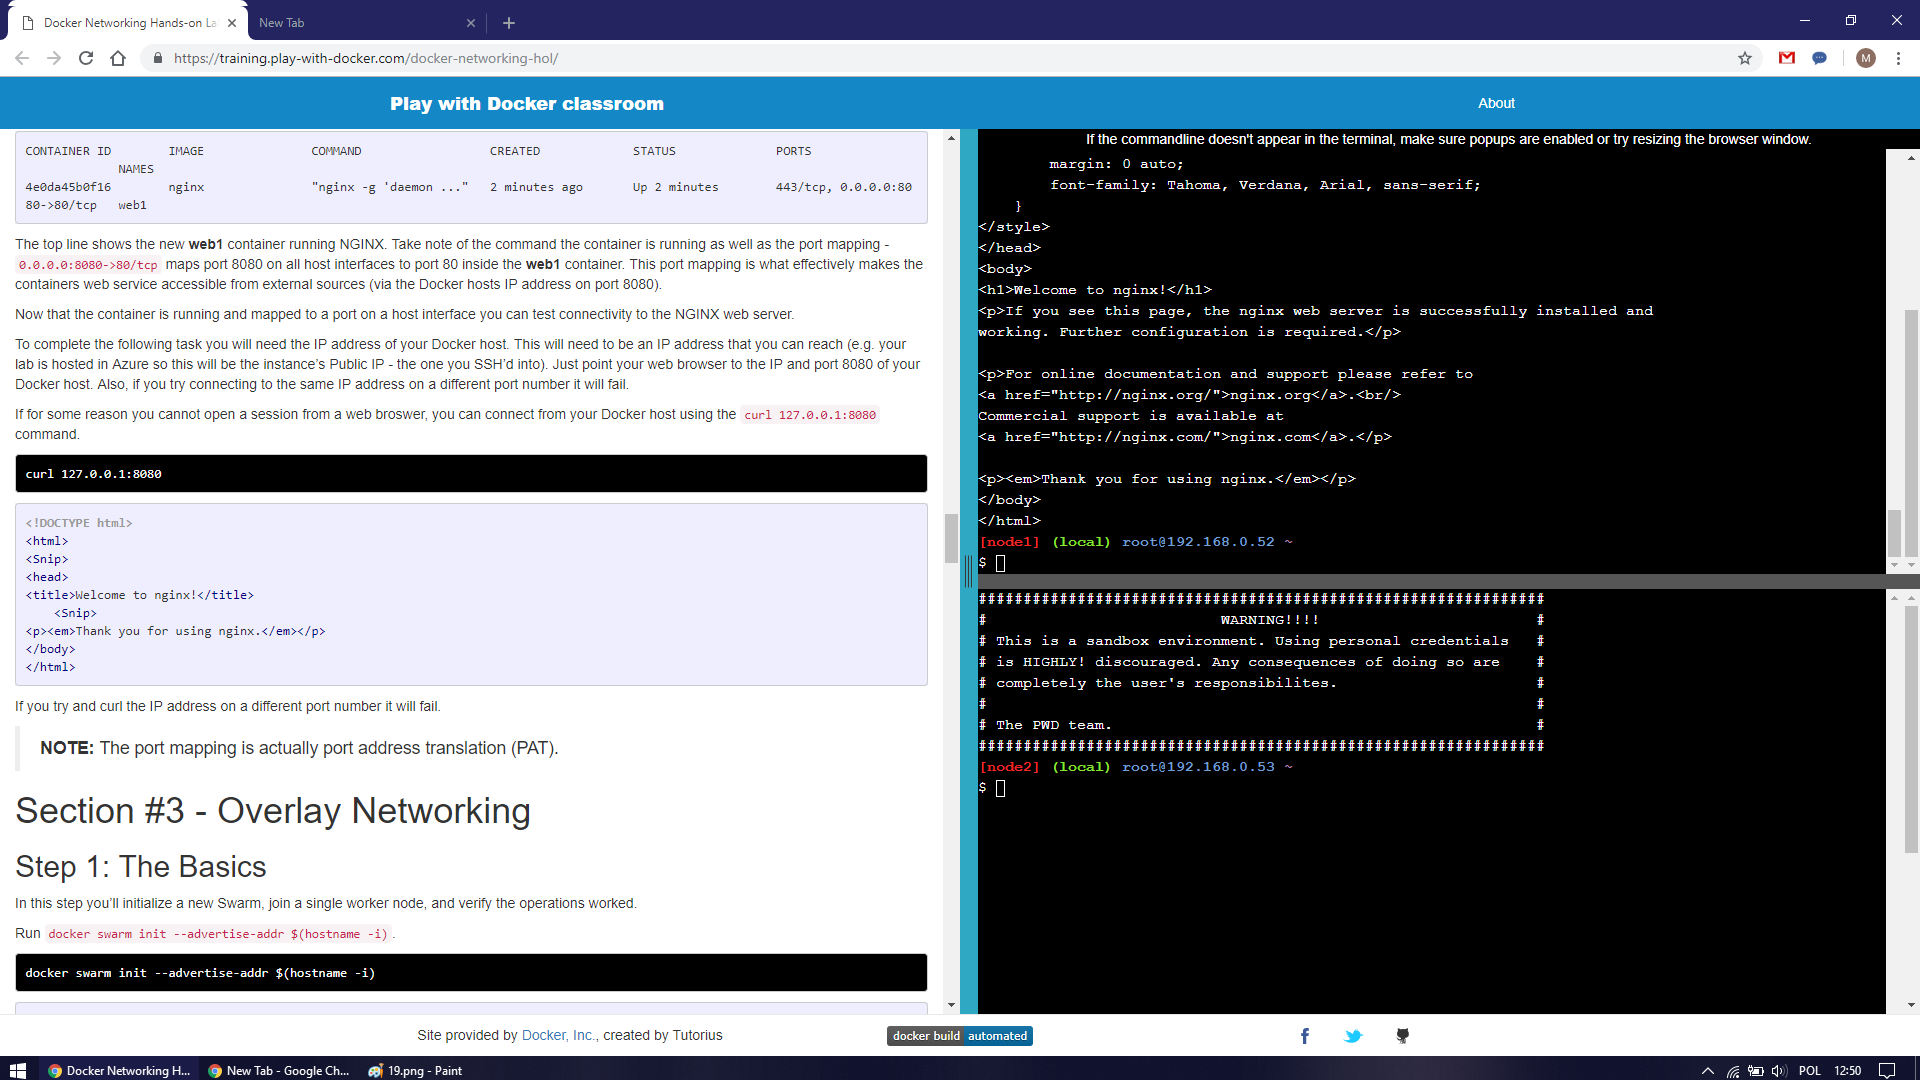 Docker Networking Hands-on La
New Tab
https://training.play-with-docker.com/docker-networking-hol/
M
Play with Docker classroom
About
CONTAINER ID IMAGE COMMAND CREATED STATUS PORTS
NAMES
4e0da45b0f16 nginx "nginx -g 'daemon ..." 2 minutes ago Up 2 minutes 443/tcp, 0.0.0.0:80
80->80/tcp web1
The top line shows the new web1 container running NGINX. Take note of the command the container is running as well as the port mapping -
0.0.0.0:8080->80/tcp maps port 8080 on all host interfaces to port 80 inside the web1 container. This port mapping is what effectively makes the
containers web service accessible from external sources (via the Docker hosts IP address on port 8080).
Now that the container is running and mapped to a port on a host interface you can test connectivity to the NGINX web server.
To complete the following task you will need the IP address of your Docker host. This will need to be an IP address that you can reach (e.g. your
lab is hosted in Azure so this will be the instance’s Public IP - the one you SSH’d into). Just point your web browser to the IP and port 8080 of your
Docker host. Also, if you try connecting to the same IP address on a different port number it will fail.
If for some reason you cannot open a session from a web broswer, you can connect from your Docker host using the curl 127.0.0.1:8080
command.
curl 127.0.0.1:8080
<!DOCTYPE html>
<html>
<Snip>
<head>
<title>Welcome to nginx!</title>
<Snip>
<p><em>Thank you for using nginx.</em></p>
</body>
</html>
If you try and curl the IP address on a different port number it will fail.
NOTE: The port mapping is actually port address translation (PAT).
Section #3 - Overlay Networking
Step 1: The Basics
In this step you’ll initialize a new Swarm, join a single worker node, and verify the operations worked.
Run docker swarm init --advertise-addr $(hostname -i) .
docker swarm init --advertise-addr $(hostname -i)
If the commandline doesn't appear in the terminal, make sure popups are enabled or try resizing the browser window.
margin: 0 auto;
font-family: Tahoma, Verdana, Arial, sans-serif;
}
</style>
</head>
<body>
<h1>Welcome to nginx!</h1>
<p>If you see this page, the nginx web server is successfully installed and
working. Further configuration is required.</p>
<p>For online documentation and support please refer to
<a href="http://nginx.org/">nginx.org</a>.<br/>
Commercial support is available at
<a href="http://nginx.com/">nginx.com</a>.</p>
<p><em>Thank you for using nginx.</em></p>
</body>
</html>
[node1] (local) root@192.168.0.52 ~
$
###############################################################
# WARNING!!!! #
# This is a sandbox environment. Using personal credentials #
# is HIGHLY! discouraged. Any consequences of doing so are #
# completely the user's responsibilites. #
# #
# The PWD team. #
###############################################################
[node2] (local) root@192.168.0.53 ~
$
Site provided by Docker, Inc., created by Tutorius
docker build automated
Docker Networking H...
New Tab - Google Ch...
19.png - Paint
POL
12:50